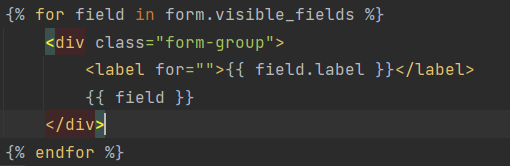 {% for field in form.visible_fields %}
<div class="form-group">
<label for="">{{ field.label }}</label>
{{ field }}
</div>
{% endfor %}